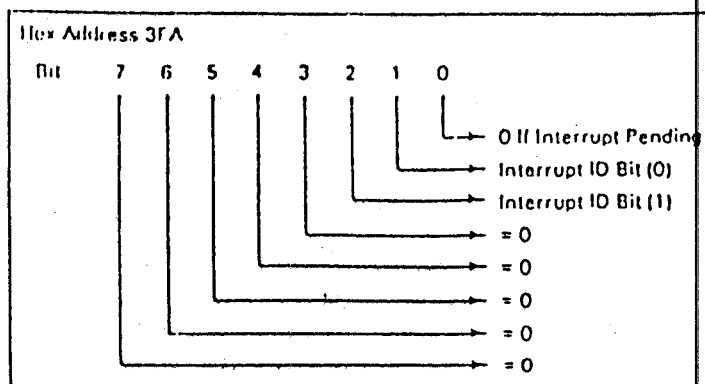 Hex Address 3FA
Bit 7 6 5 4 3 2 1 0
0 If Interrupt Pending
Interrupt ID Bit (0)
Interrupt ID Bit (1)
= 0
= 0
= 0
= 0
= 0